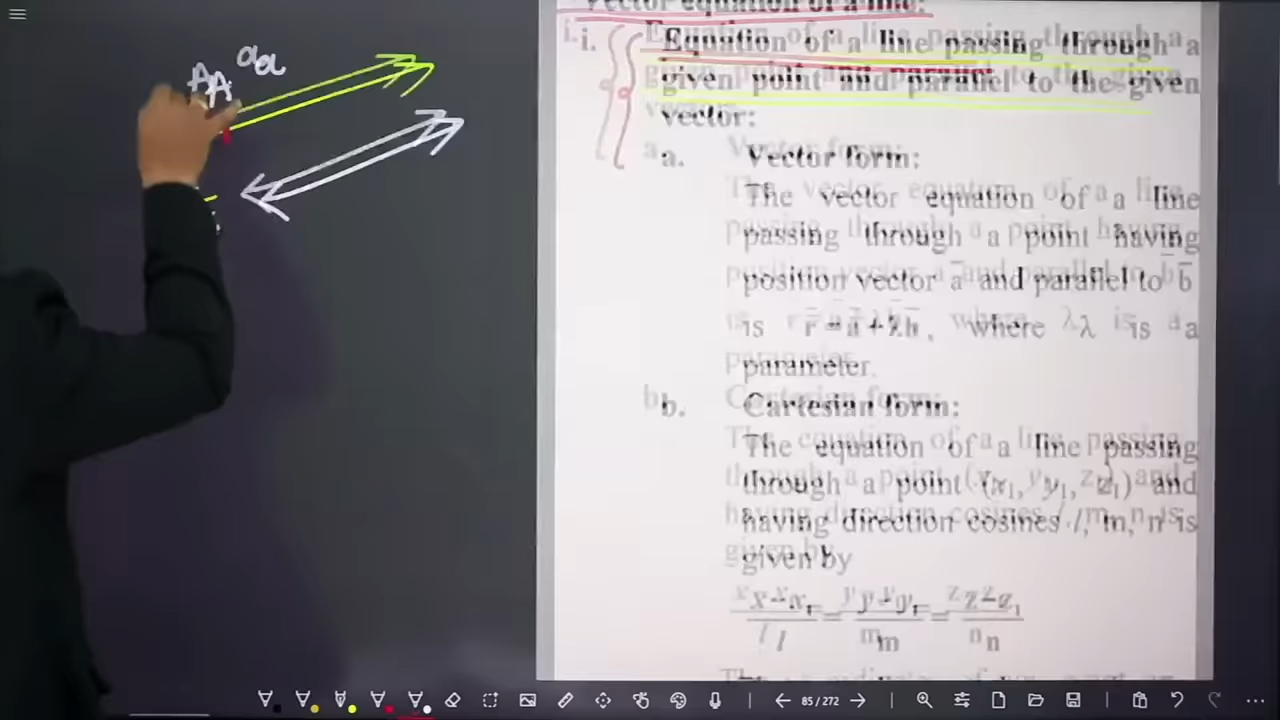 Vector equation of a line:
i. Equation of a line passing through a
given point and parallel to the given
vector:
a. Vector form:
The vector equation of a line
passing through a point having
position vector a̅ and parallel to b̅
is r̅ = a̅ + λb̅, where λ is a
parameter.
b. Cartesian form:
The equation of a line passing
through a point (x₁, y₁, z₁) and
having direction cosines l, m, n is
given by
x - x₁ / l = y - y₁ / m = z - z₁ / n
A a
85 / 272